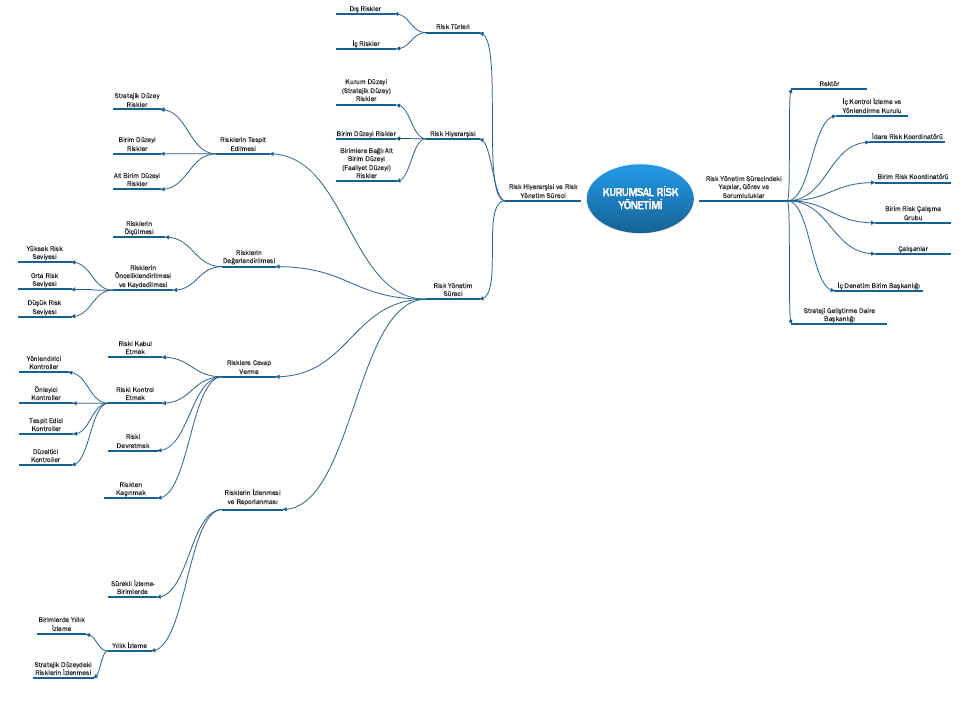 Dış Riskler
Risk Türleri
İç Riskler
Kurum Düzeyi
(Stratejik Düzey)
Riskler
Birim Düzeyi Riskler
Risk Hiyerarşisi
Birimlere Bağlı Alt
Birim Düzeyi
(Faaliyet Düzeyi)
Riskler
Stratejik Düzey
Riskler
Birim Düzeyi
Riskler
Alt Birim Düzeyi
Riskler
Risklerin Tespit
Edilmesi
Risk Hiyerarşisi ve Risk
Yönetim Süreci
KURUMSAL RİSK
YÖNETİMİ
Risk Yönetim Sürecindeki
Yapılar, Görev ve
Sorumluluklar
Rektör
İç Kontrol İzleme ve
Yönlendirme Kurulu
İdare Risk Koordinatörü
Birim Risk Koordinatörü
Birim Risk Çalışma
Grubu
Çalışanlar
İç Denetim Birim Başkanlığı
Strateji Geliştirme Daire
Başkanlığı
Risklerin
Ölçülmesi
Risklerin
Değerlendirilmesi
Yüksek Risk
Seviyesi
Orta Risk
Seviyesi
Düşük Risk
Seviyesi
Risklerin
Önceliklendirilmesi
ve Kaydedilmesi
Risk Yönetim
Süreci
Riski Kabul
Etmek
Risklere Cevap
Verme
Yönlendirici
Kontroller
Önleyici
Kontroller
Tespit Edici
Kontroller
Düzeltici
Kontroller
Riski Kontrol
Etmek
Riski
Devretmek
Riskten
Kaçırmak
Risklerin İzlenmesi
ve Raporlanması
Sürekli İzleme-
Birimlerde
Birimlerde Yıllık
İzleme
Yıllık İzleme
Stratejik Düzeydeki
Risklerin İzlenmesi